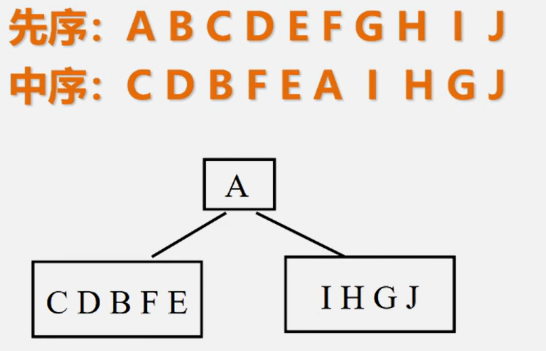 先序：A B C D E F G H I J
中序：C D B F E A I H G J
A
C D B F E
I H G J